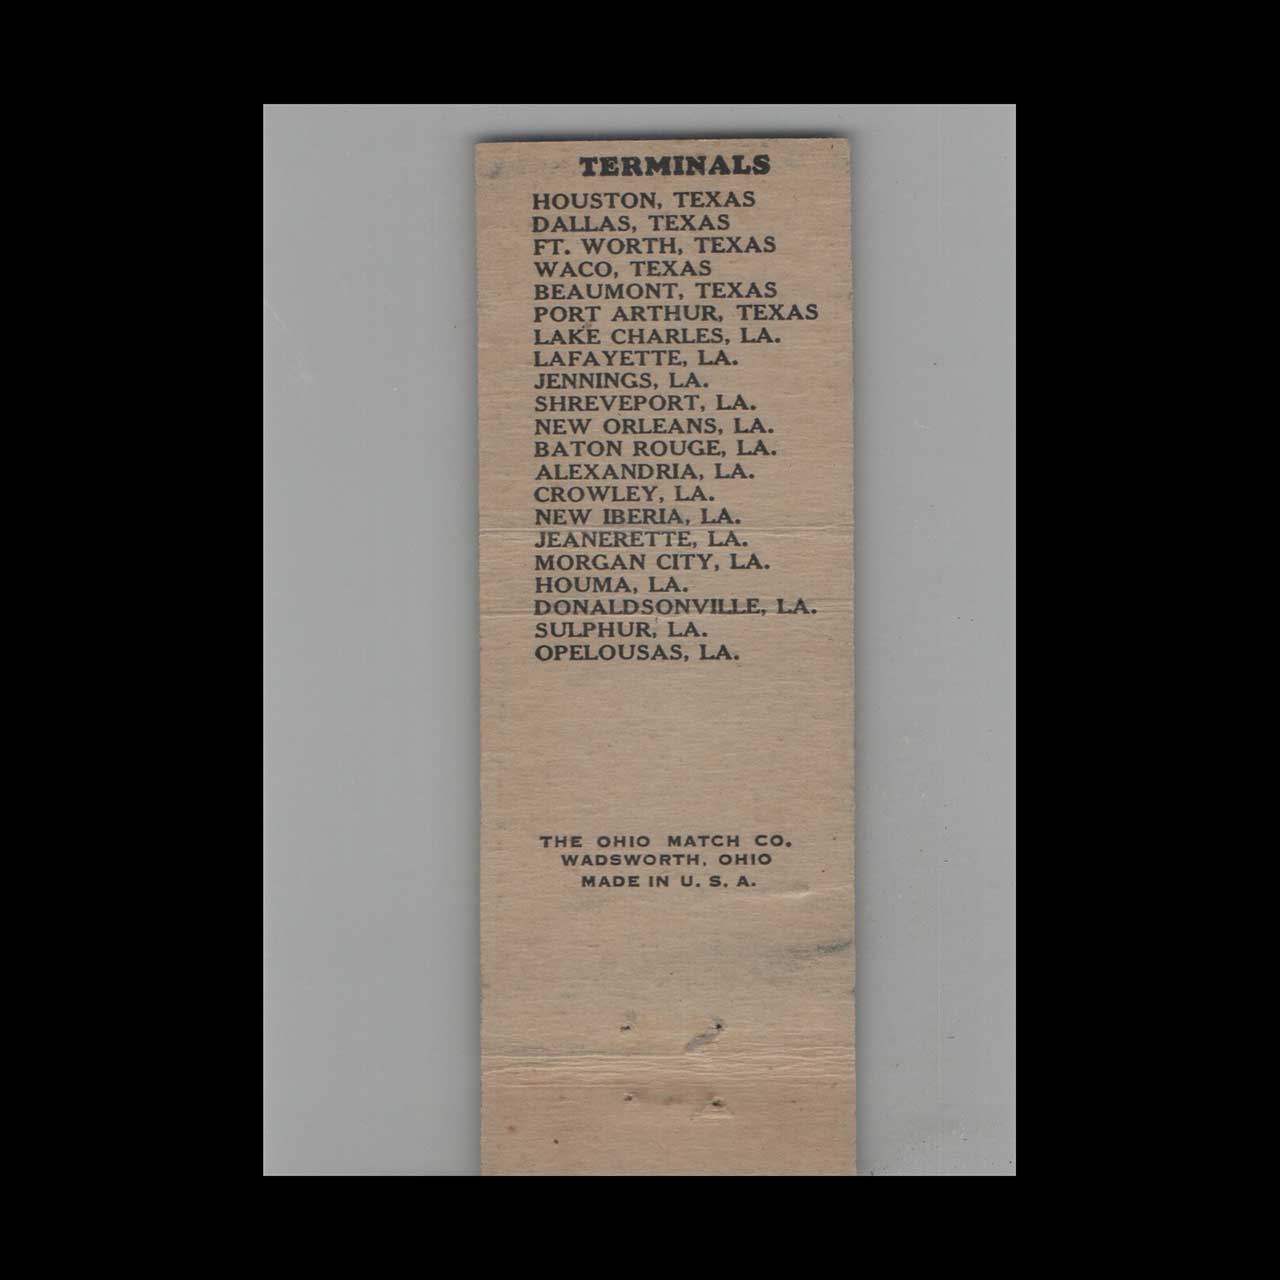 TERMINALS
HOUSTON, TEXAS
DALLAS, TEXAS
FT. WORTH, TEXAS
WACO, TEXAS
BEAUMONT, TEXAS
PORT ARTHUR, TEXAS
LAKE CHARLES, LA.
LAFAYETTE, LA.
JENNINGS, LA.
SHREVEPORT, LA.
NEW ORLEANS, LA.
BATON ROUGE, LA.
ALEXANDRIA, LA.
CROWLEY, LA.
NEW IBERIA, LA.
JEANERETTE, LA.
MORGAN CITY, LA.
HOUMA, LA.
DONALDSONVILLE, LA.
SULPHUR, LA.
OPELOUSAS, LA.
THE OHIO MATCH CO.
WADSWORTH, OHIO
MADE IN U. S. A.